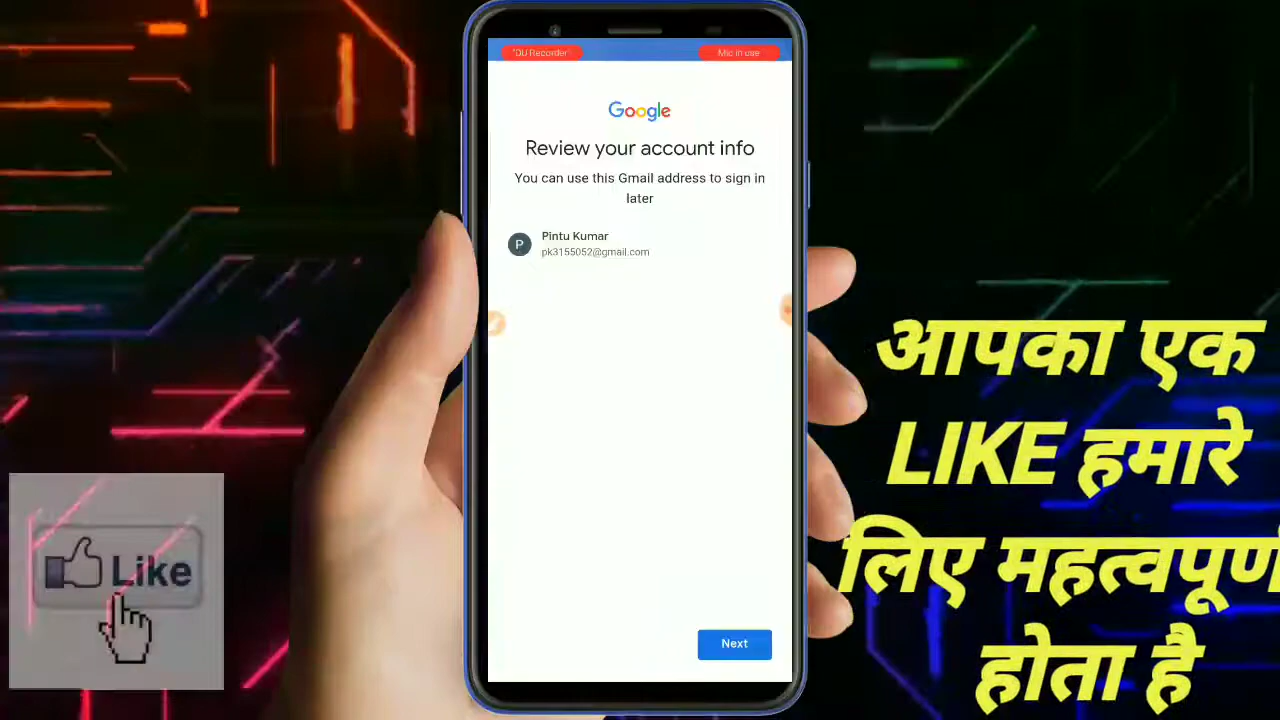 "DU Recorder"
Mic in use
Google
Review your account info
You can use this Gmail address to sign in
later
P
Pintu Kumar
pk3155052@gmail.com
Next
आपका एक
LIKE हमारे
लिए महत्वपूर्ण
होता है
Like